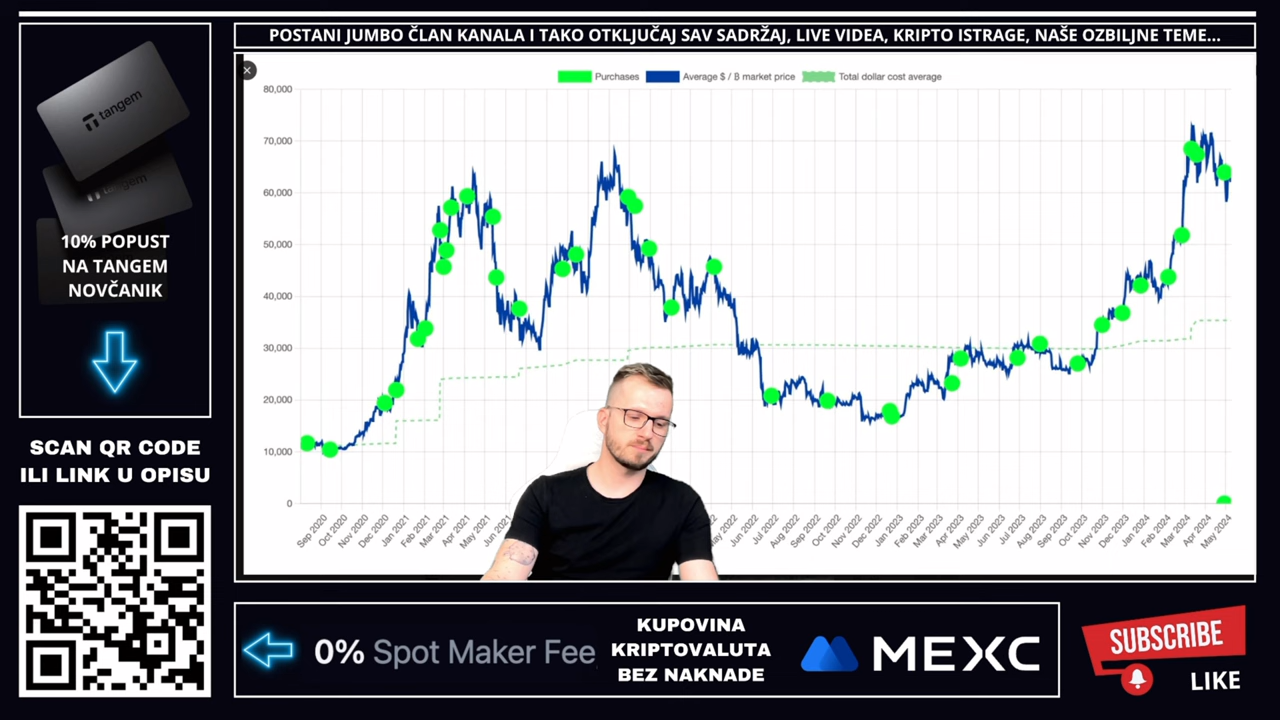 POSTANI JUMBO ČLAN KANALA I TAKO OTKLJUČAJ SAV SADRŽAJ, LIVE VIDEA, KRIPTO ISTRAGE, NAŠE OZBILJNE TEME...
tangem
tangem
10% POPUST
NA TANGEM
NOVČANIK
SCAN QR CODE
ILI LINK U OPISU
Purchases
Average $ / B market price
Total dollar cost average
80,000
70,000
60,000
50,000
40,000
30,000
20,000
10,000
0
Sep 2020
Oct 2020
Nov 2020
Dec 2020
Jan 2021
Feb 2021
Mar 2021
Apr 2021
May 2021
Jun 2022
Jul 2022
Aug 2022
Sep 2022
Oct 2022
Nov 2022
Dec 2022
Jan 2023
Feb 2023
Mar 2023
Apr 2023
May 2023
Jun 2023
Jul 2023
Aug 2023
Sep 2023
Oct 2023
Nov 2023
Dec 2023
Jan 2024
Feb 2024
Mar 2024
Apr 2024
May 2024
0% Spot Maker Fee
KUPOVINA
KRIPTOVALUTA
BEZ NAKNADE
MEXC
SUBSCRIBE
LIKE